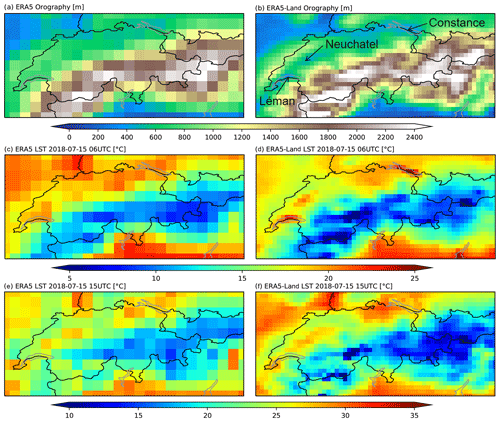 (a) ERA5 Orography [m]
(b) ERA5-Land Orography [m]
Constance
Neuchatel
Léman
0 200 400 600 800 1000 1200 1400 1600 1800 2000 2200 2400
(c) ERA5 LST 2018-07-15 06UTC [°C]
(d) ERA5-Land LST 2018-07-15 06UTC [°C]
5 10 15 20 25
(e) ERA5 LST 2018-07-15 15UTC [°C]
(f) ERA5-Land LST 2018-07-15 15UTC [°C]
10 15 20 25 30 35